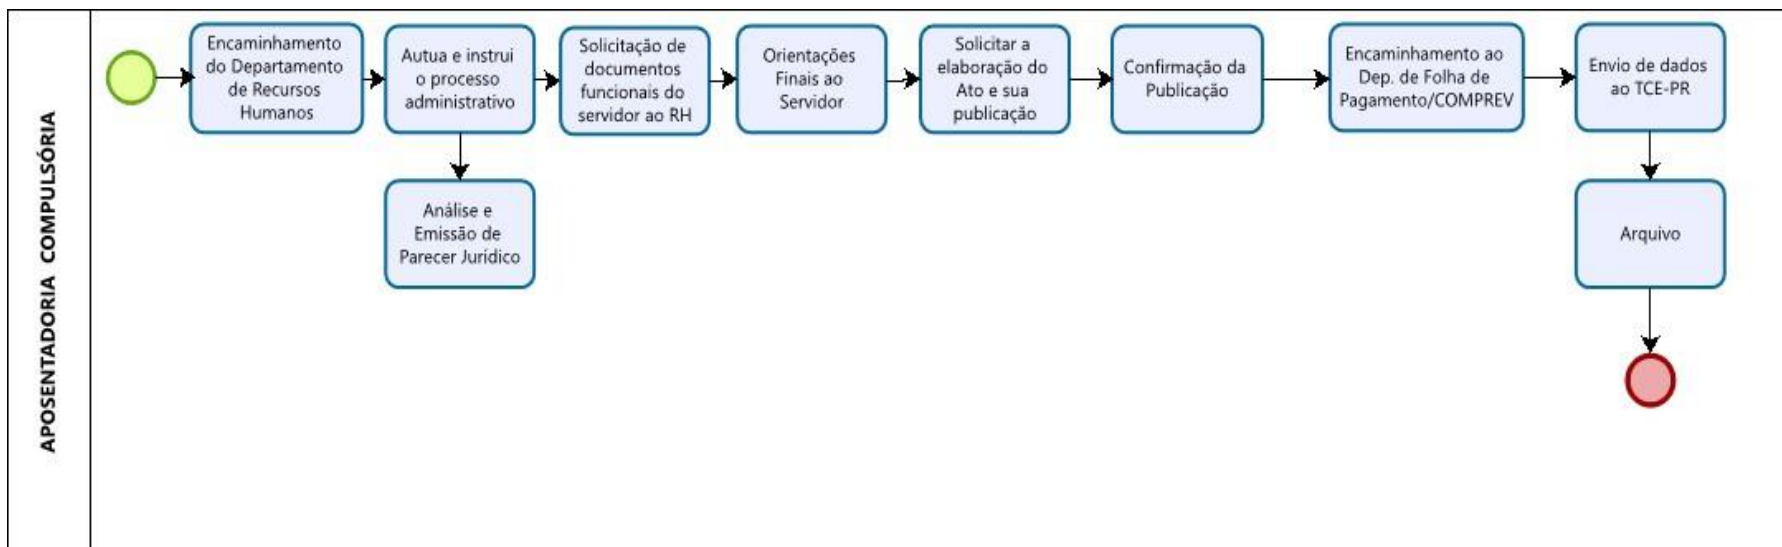 APOSENTADORIA COMPULSÓRIA
Encaminhamento
do Departamento
de Recursos
Humanos
Autua e instrui
o processo
administrativo
Solicitação de
documentos
funcionais do
servidor ao RH
Orientações
Finais ao
Servidor
Solicitar a
elaboração do
Ato e sua
publicação
Confirmação da
Publicação
Encaminhamento ao
Dep. de Folha de
Pagamento/COMPREV
Envio de dados
ao TCE-PR
Análise e
Emissão de
Parecer Jurídico
Arquivo